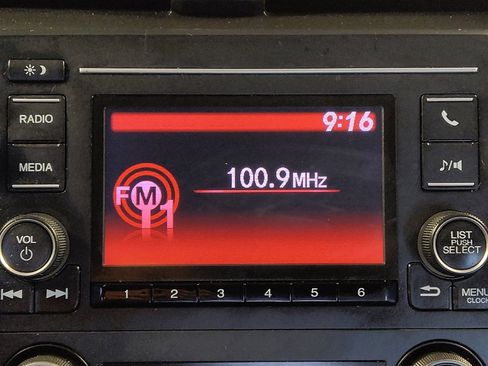 9:16
RADIO
MEDIA
100.9MHz
FM
11
VOL
LIST
PUSH
SELECT
1 2 3 4 5 6
MENU
CLOCK